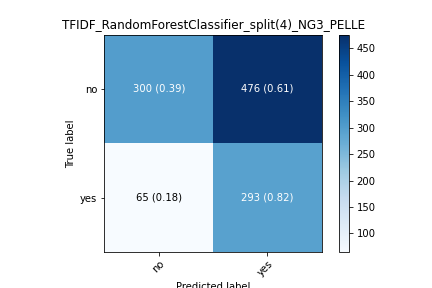 TFIDF_RandomForestClassifier_split(4)_NG3_PELLE
no
300 (0.39)
476 (0.61)
yes
65 (0.18)
293 (0.82)
True label
no
yes
Predicted label
450
400
350
300
250
200
150
100